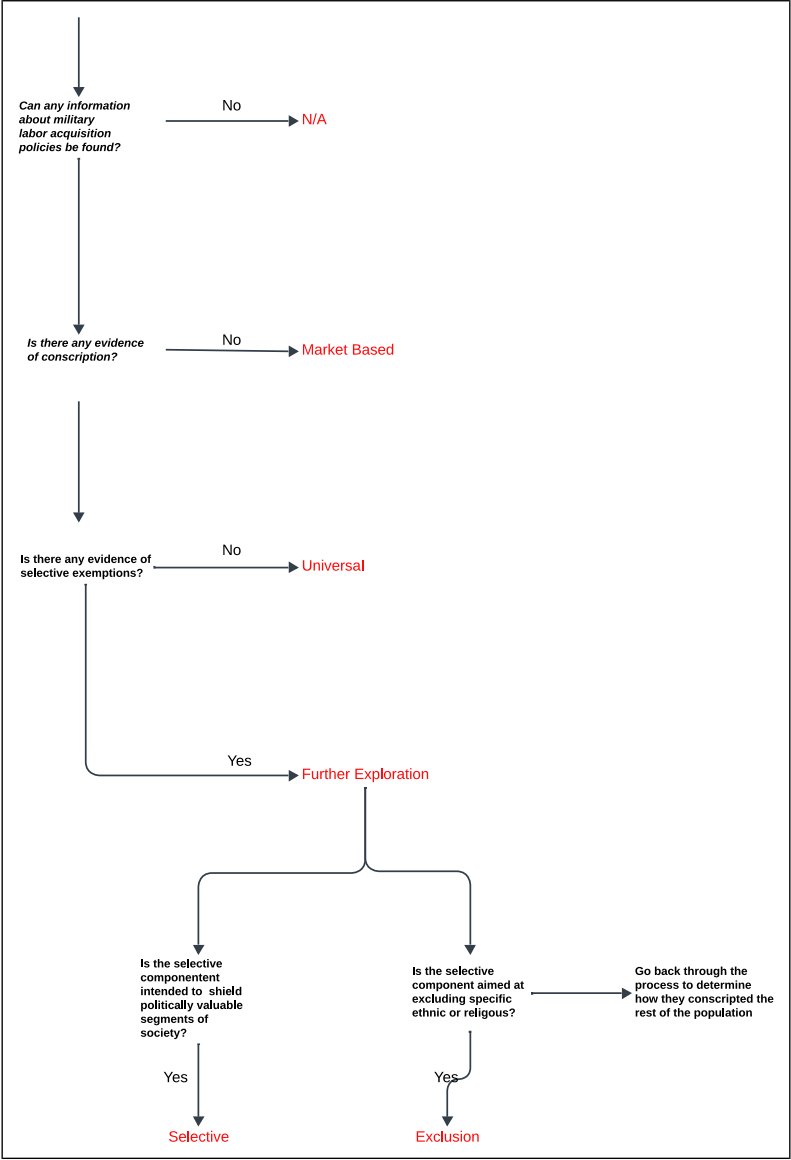 Can any information
about military
labor acquisition
policies be found?
No
N/A
Is there any evidence
of conscription?
No
Market Based
Is there any evidence of
selective exemptions?
No
Universal
Yes
Further Exploration
Is the selective
componentent
intended to shield
politically valuable
segments of
society?
Is the selective
component aimed at
excluding specific
ethnic or religous?
Go back through the
process to determine
how they conscripted the
rest of the population
Yes
Yes
Selective
Exclusion